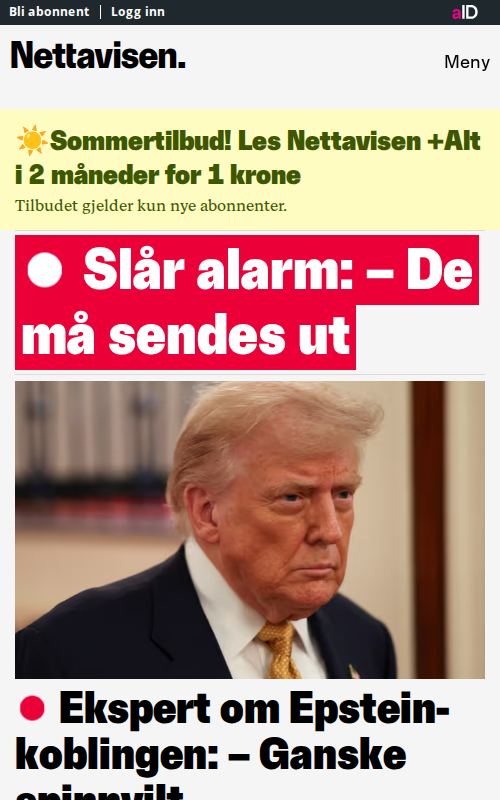 Bli abonnent
Logg inn
aID
Nettavisen.
Meny
Sommertilbud! Les Nettavisen +Alt
i 2 måneder for 1 krone
Tilbudet gjelder kun nye abonnenter.
Slår alarm: – De
må sendes ut
Ekspert om Epstein-
koblingen: – Ganske
spinnvilt